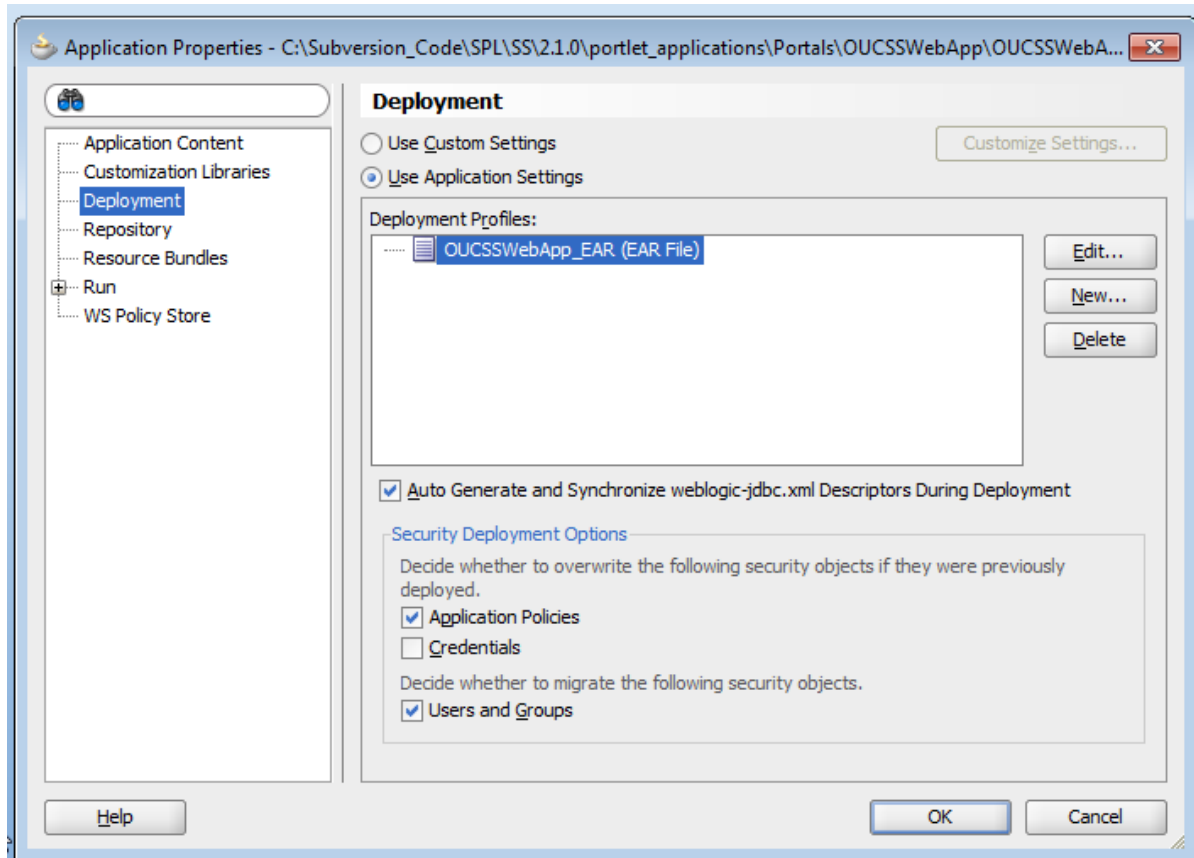 Application Properties - C:\Subversion_Code\SPL\SS\2.1.0\portlet_applications\Portals\OUCSSWebApp\OUCSSWebA...
Application Content
Customization Libraries
Deployment
Repository
Resource Bundles
Run
WS Policy Store
Deployment
Use Custom Settings
Customize Settings...
Use Application Settings
Deployment Profiles:
OUCSSWebApp_EAR (EAR File)
Edit...
New...
Delete
Auto Generate and Synchronize weblogic-jdbc.xml Descriptors During Deployment
Security Deployment Options
Decide whether to overwrite the following security objects if they were previously
deployed.
Application Policies
Credentials
Decide whether to migrate the following security objects.
Users and Groups
Help
OK
Cancel